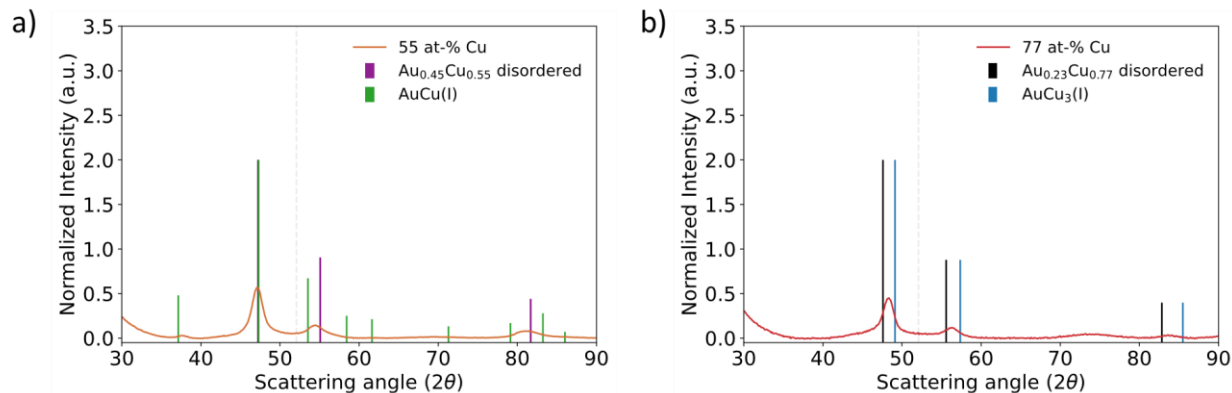 a)
Normalized Intensity (a.u.)
3.5
3.0
2.5
2.0
1.5
1.0
0.5
0.0
55 at-% Cu
Au₀.₄₅Cu₀.₅₅ disordered
AuCu(I)
30 40 50 60 70 80 90
Scattering angle (2θ)
b)
Normalized Intensity (a.u.)
3.5
3.0
2.5
2.0
1.5
1.0
0.5
0.0
77 at-% Cu
Au₀.₂₃Cu₀.₇₇ disordered
AuCu₃(I)
30 40 50 60 70 80 90
Scattering angle (2θ)